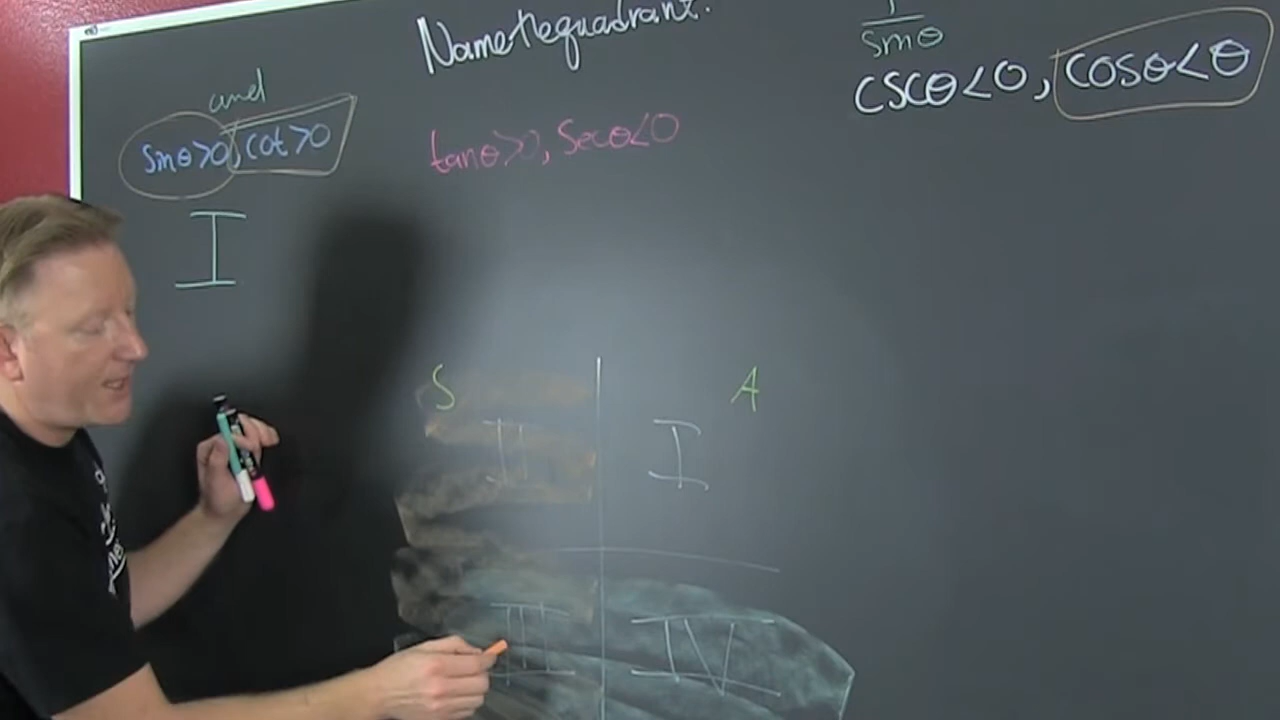 Name the quadrant.
1
sinθ
cscθ<0, cosθ<θ
and
sinθ>0, cot>0
tanθ>0, secθ<0
I
S A
II I
III IV